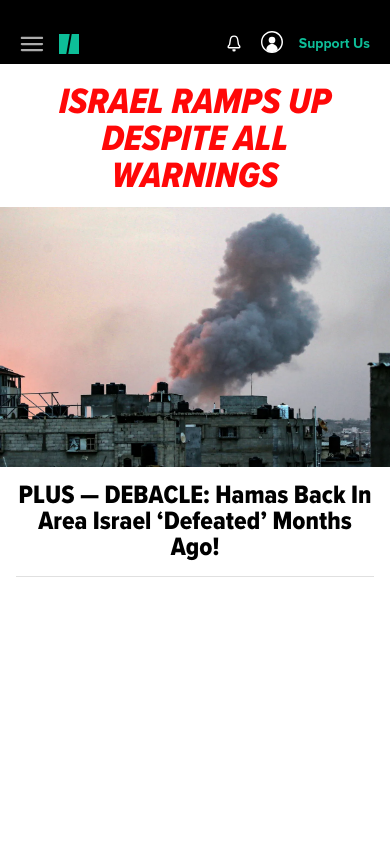 Support Us
ISRAEL RAMPS UP
DESPITE ALL
WARNINGS
PLUS — DEBACLE: Hamas Back In
Area Israel ‘Defeated’ Months
Ago!